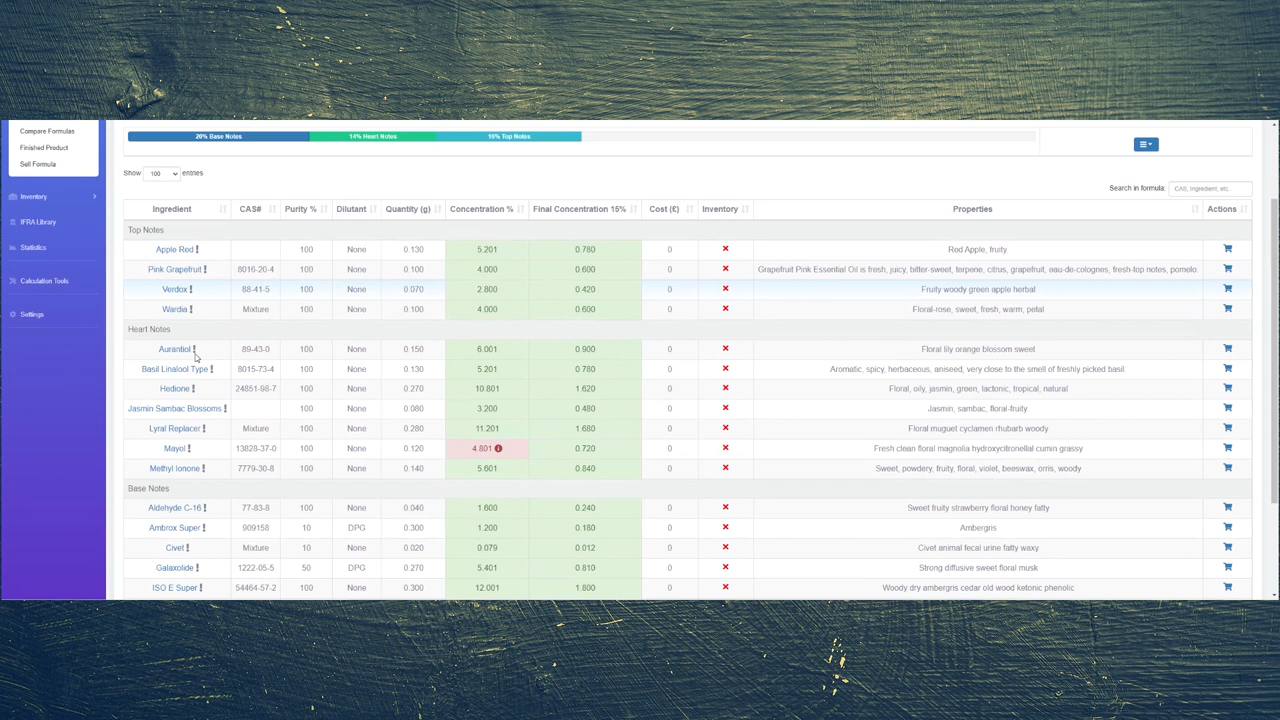 Compare Formulas
Finished Product
Sell Formula
Inventory
IFRA Library
Statistics
Calculation Tools
Settings
20% Base Notes 14% Heart Notes 16% Top Notes
Show 100 entries
Search in formula: CAS, Ingredient, etc..
Ingredient CAS# Purity % Dilutant Quantity (g) Concentration % Final Concentration 15% Cost (£) Inventory Properties Actions
Top Notes
Apple Red 100 None 0.130 5.201 0.780 0 Red Apple, fruity
Pink Grapefruit 8016-20-4 100 None 0.100 4.000 0.600 0 Grapefruit Pink Essential Oil is fresh, juicy, bitter-sweet, terpene, citrus, grapefruit, eau-de-colognes, fresh-top notes, pomelo.
Verdox 88-41-5 100 None 0.070 2.800 0.420 0 Fruity woody green apple herbal
Wardia Mixture 100 None 0.100 4.000 0.600 0 Floral-rose, sweet, fresh, warm, petal
Heart Notes
Aurantiol 89-43-0 100 None 0.150 6.001 0.900 0 Floral lily orange blossom sweet
Basil Linalool Type 8015-73-4 100 None 0.130 5.201 0.780 0 Aromatic, spicy, herbaceous, aniseed, very close to the smell of freshly picked basil
Hedione 24851-98-7 100 None 0.270 10.801 1.620 0 Floral, oily, jasmin, green, lactonic, tropical, natural
Jasmin Sambac Blossoms 100 None 0.080 3.200 0.480 0 Jasmin, sambac, floral-fruity
Lyral Replacer Mixture 100 None 0.280 11.201 1.680 0 Floral muguet cyclamen rhubarb woody
Mayol 13828-37-0 100 None 0.120 4.801 0.720 0 Fresh clean floral magnolia hydroxycitronellal cumin grassy
Methyl Ionone 7779-30-8 100 None 0.140 5.601 0.840 0 Sweet, powdery, fruity, floral, violet, beeswax, orris, woody
Base Notes
Aldehyde C-16 77-83-8 100 None 0.040 1.600 0.240 0 Sweet fruity strawberry floral honey fatty
Ambrox Super 909158 10 DPG 0.300 1.200 0.180 0 Ambergris
Civet Mixture 10 DPG 0.020 0.079 0.012 0 Civet animal fecal urine fatty waxy
Galaxolide 1222-05-5 50 DPG 0.270 5.401 0.810 0 Strong diffusive sweet floral musk
ISO E Super 54464-57-2 100 None 0.300 12.001 1.800 0 Woody dry ambergris cedar old wood ketonic phenolic